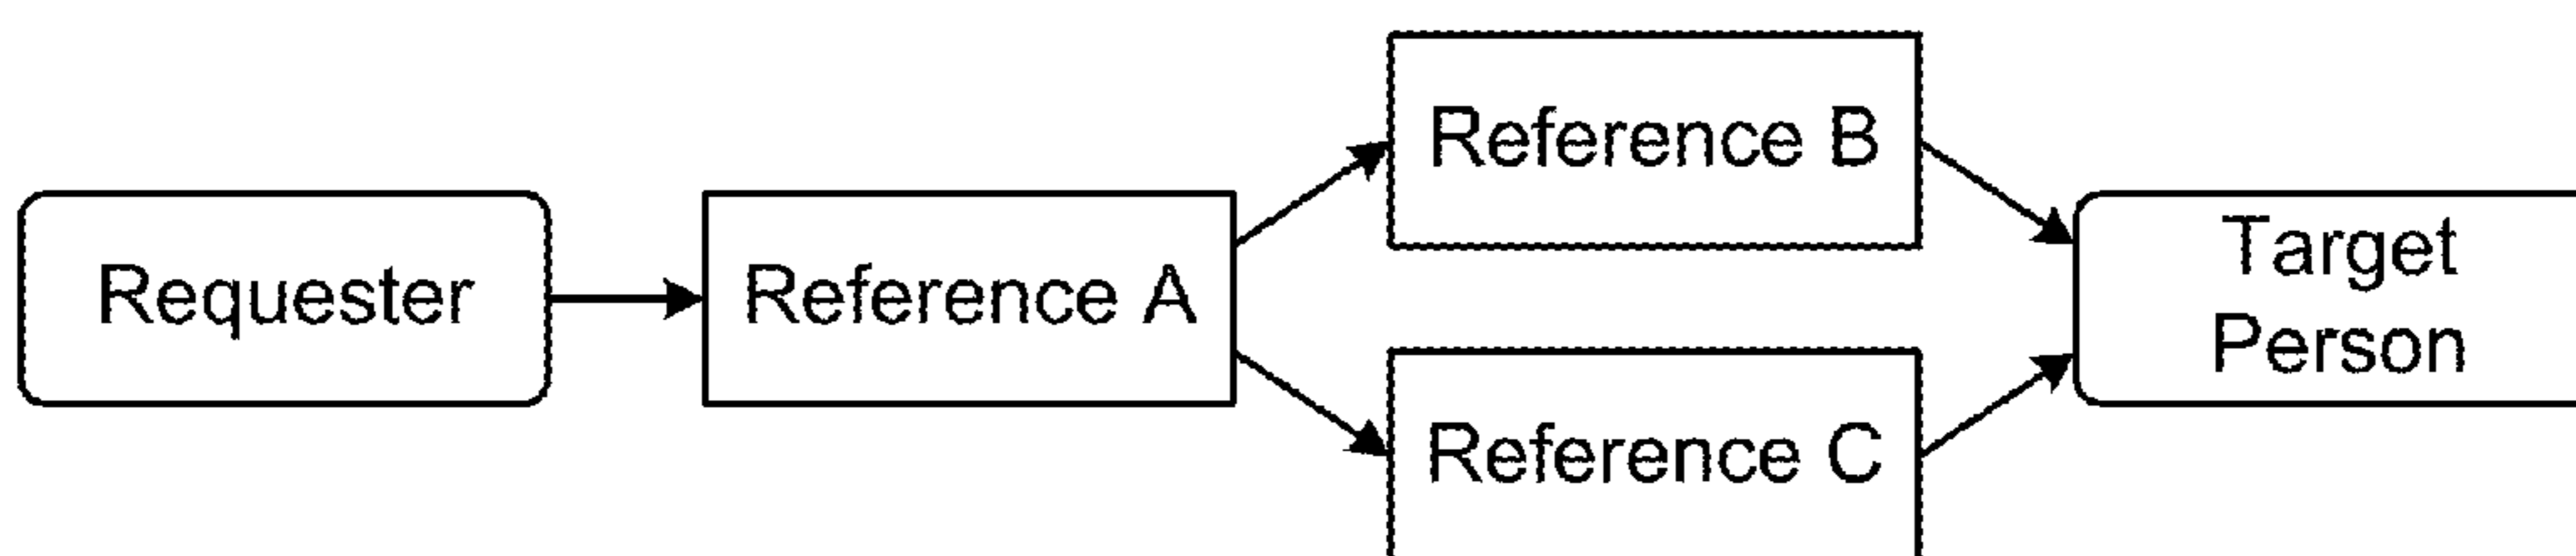 Requester
Reference A
Reference B
Reference C
Target
Person